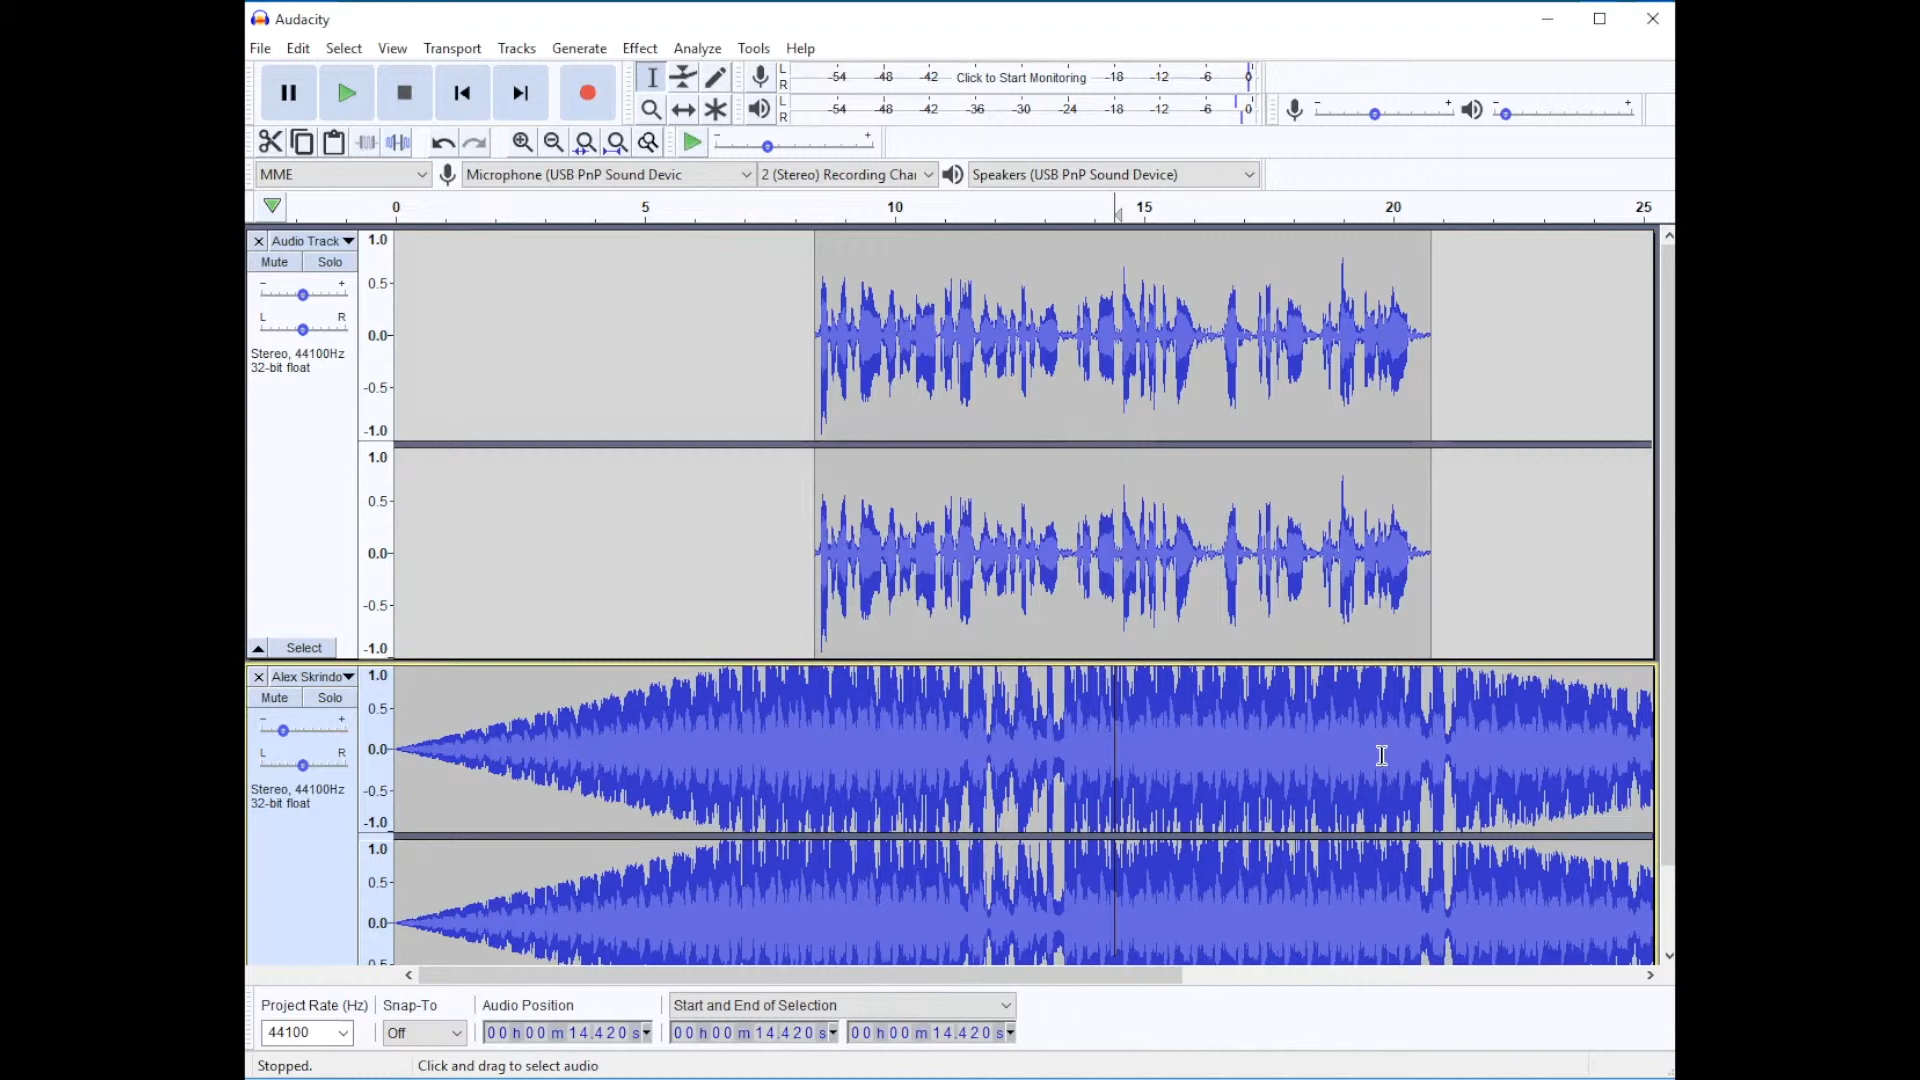 Audacity
File Edit Select View Transport Tracks Generate Effect Analyze Tools Help
L
R
-54 -48 -42 Click to Start Monitoring -18 -12 -6 0
L
R
-54 -48 -42 -36 -30 -24 -18 -12 -6 0
- + - +
- +
MME Microphone (USB PnP Sound Devic 2 (Stereo) Recording Chai Speakers (USB PnP Sound Device)
0 5 10 15 20 25
Audio Track
Mute Solo
- +
L R
Stereo, 44100Hz
32-bit float
Select
1.0
0.5
0.0
-0.5
-1.0
1.0
0.5
0.0
-0.5
-1.0
Alex Skrindo
Mute Solo
- +
L R
Stereo, 44100Hz
32-bit float
1.0
0.5
0.0
-0.5
-1.0
1.0
0.5
0.0
Project Rate (Hz) Snap-To Audio Position Start and End of Selection
44100 Off 00 h 00 m 14.420 s 00 h 00 m 14.420 s 00 h 00 m 14.420 s
Stopped. Click and drag to select audio